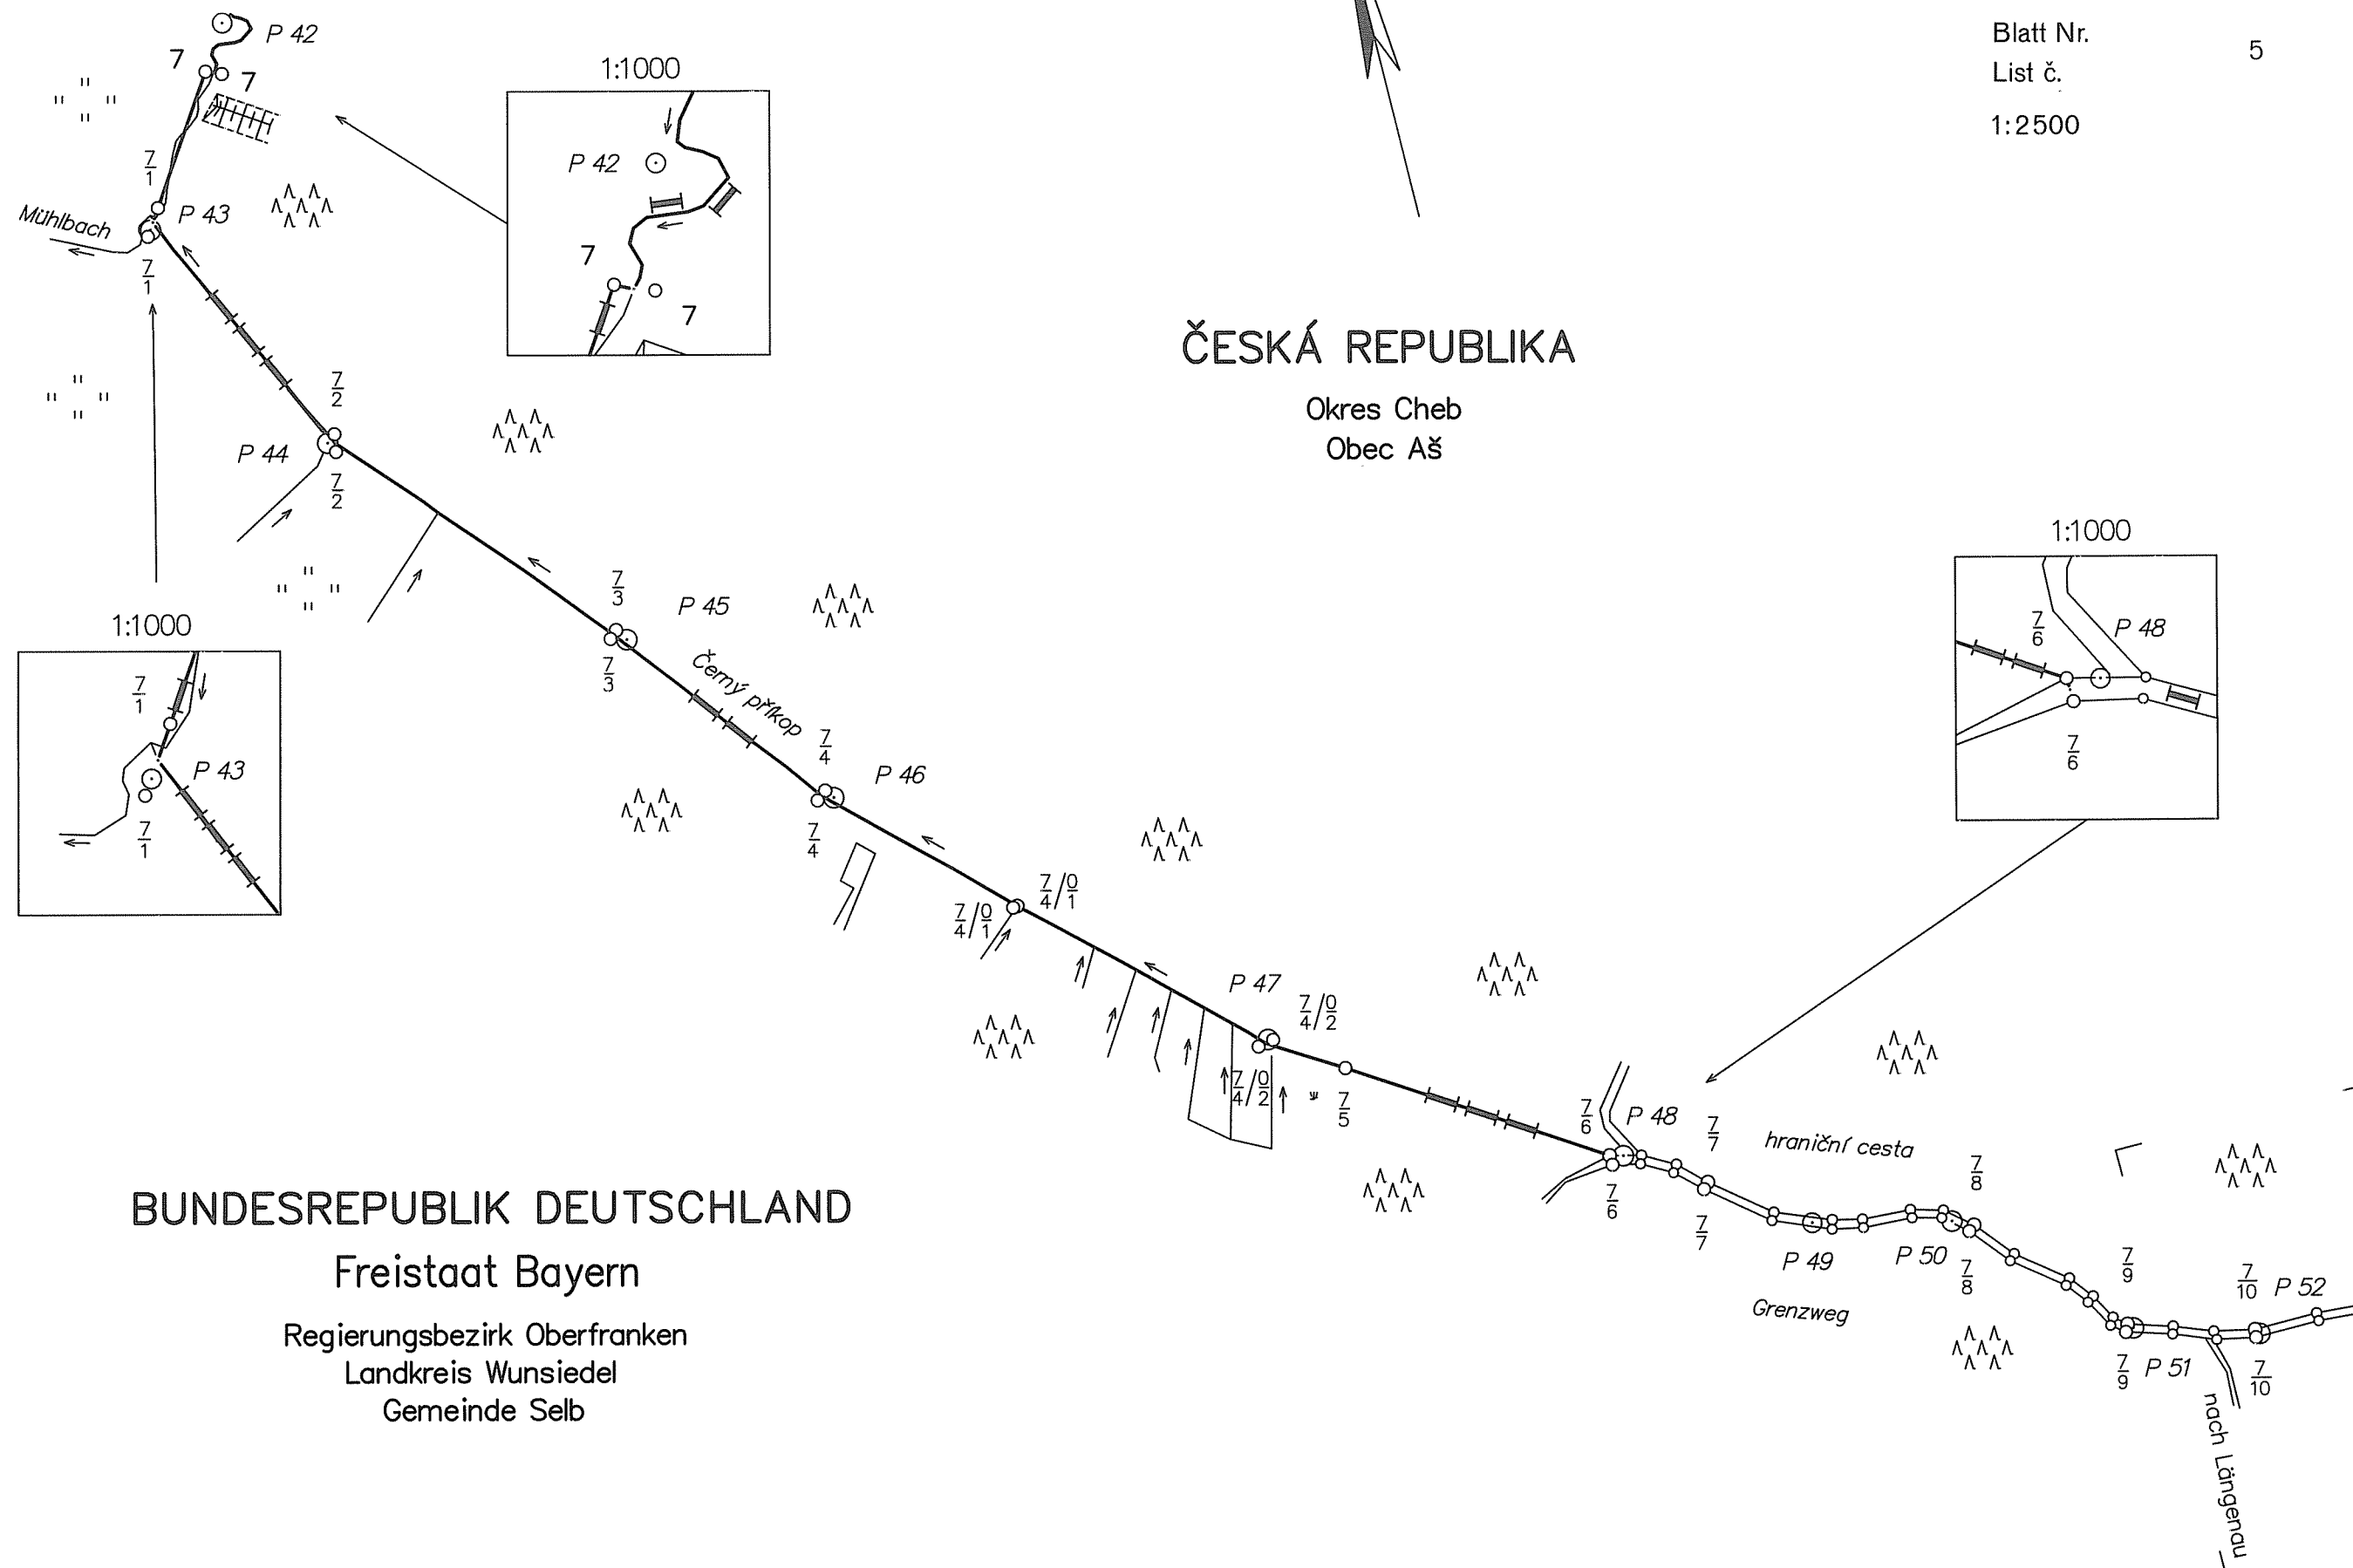 Blatt Nr.
5
List č.
1:2500
P 42
7
7
1:1000
P 42
7
7
7/1
P 43
Mühlbach
7/1
ČESKÁ REPUBLIKA
Okres Cheb
Obec Aš
7/2
P 44
7/2
1:1000
7/1
P 43
7/1
7/3
P 45
7/3
Černý příkop
7/4
P 46
7/4
1:1000
7/6
P 48
7/6
7/4/0/1
7/4/0/1
P 47
7/4/0/2
7/4/0/2
7/5
7/6
P 48
7/6
7/7
7/7
hraniční cesta
7/8
P 49
P 50
7/8
Grenzweg
7/9
7/9
P 51
7/10
P 52
7/10
nach Längenau
BUNDESREPUBLIK DEUTSCHLAND
Freistaat Bayern
Regierungsbezirk Oberfranken
Landkreis Wunsiedel
Gemeinde Selb